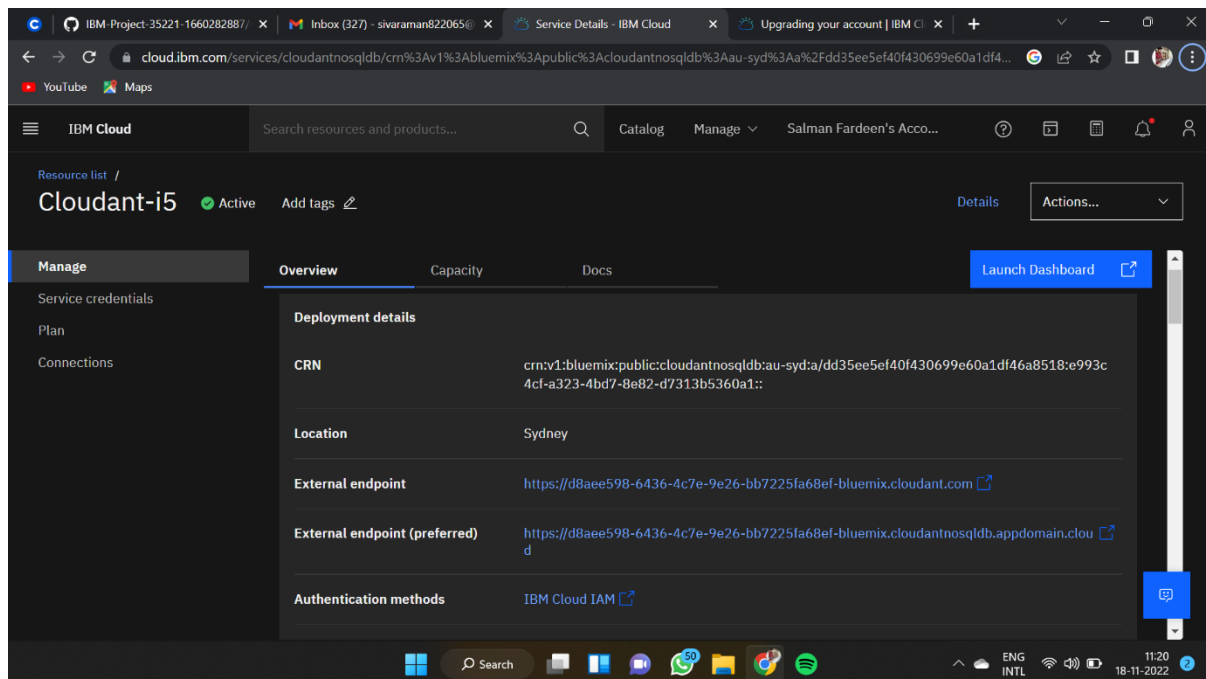 IBM-Project-35221-1660282887/
Inbox (327) - sivaraman822065@
Service Details - IBM Cloud
Upgrading your account | IBM Cl
cloud.ibm.com/services/cloudantnosqldb/crn%3Av1%3Abluemix%3Apublic%3Acloudantnosqldb%3Aau-syd%3Aa%2Fdd35ee5ef40f430699e60a1df4...
YouTube Maps
IBM Cloud Search resources and products... Catalog Manage Salman Fardeen's Acco...
Resource list /
Cloudant-i5 Active Add tags Details Actions...
Manage
Service credentials
Plan
Connections
Overview Capacity Docs Launch Dashboard
Deployment details
CRN crn:v1:bluemix:public:cloudantnosqldb:au-syd:a/dd35ee5ef40f430699e60a1df46a8518:e993c
4cf-a323-4bd7-8e82-d7313b5360a1::
Location Sydney
External endpoint https://d8aee598-6436-4c7e-9e26-bb7225fa68ef-bluemix.cloudant.com
External endpoint (preferred) https://d8aee598-6436-4c7e-9e26-bb7225fa68ef-bluemix.cloudantnosqldb.appdomain.clou
d
Authentication methods IBM Cloud IAM
Search 50 ENG 11:20
INTL 18-11-2022 2